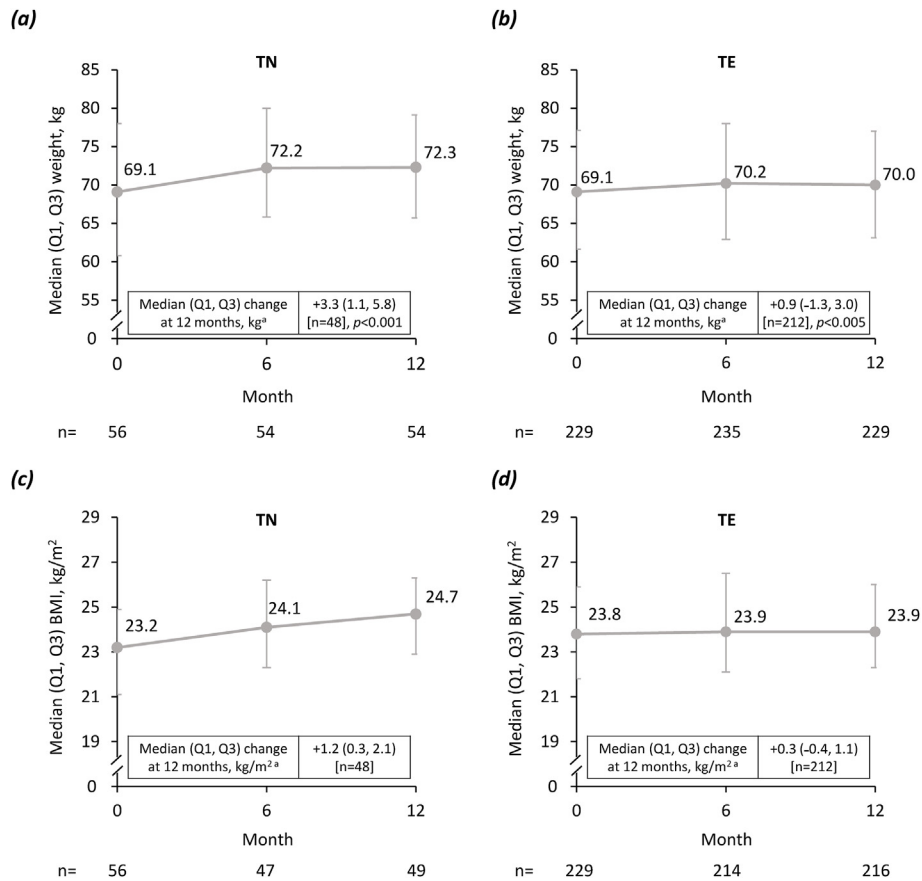 (a)
TN
Median (Q1, Q3) weight, kg
85
80
75
70
65
60
55
0
69.1
72.2
72.3
Median (Q1, Q3) change
at 12 months, kgᵃ
+3.3 (1.1, 5.8)
[n=48], p<0.001
0 6 12
Month
n= 56 54 54
(b)
TE
Median (Q1, Q3) weight, kg
85
80
75
70
65
60
55
0
69.1
70.2
70.0
Median (Q1, Q3) change
at 12 months, kgᵃ
+0.9 (−1.3, 3.0)
[n=212], p<0.005
0 6 12
Month
n= 229 235 229
(c)
TN
Median (Q1, Q3) BMI, kg/m²
29
27
25
23
21
19
0
23.2
24.1
24.7
Median (Q1, Q3) change
at 12 months, kg/m² ᵃ
+1.2 (0.3, 2.1)
[n=48]
0 6 12
Month
n= 56 47 49
(d)
TE
Median (Q1, Q3) BMI, kg/m²
29
27
25
23
21
19
0
23.8
23.9
23.9
Median (Q1, Q3) change
at 12 months, kg/m² ᵃ
+0.3 (−0.4, 1.1)
[n=212]
0 6 12
Month
n= 229 214 216